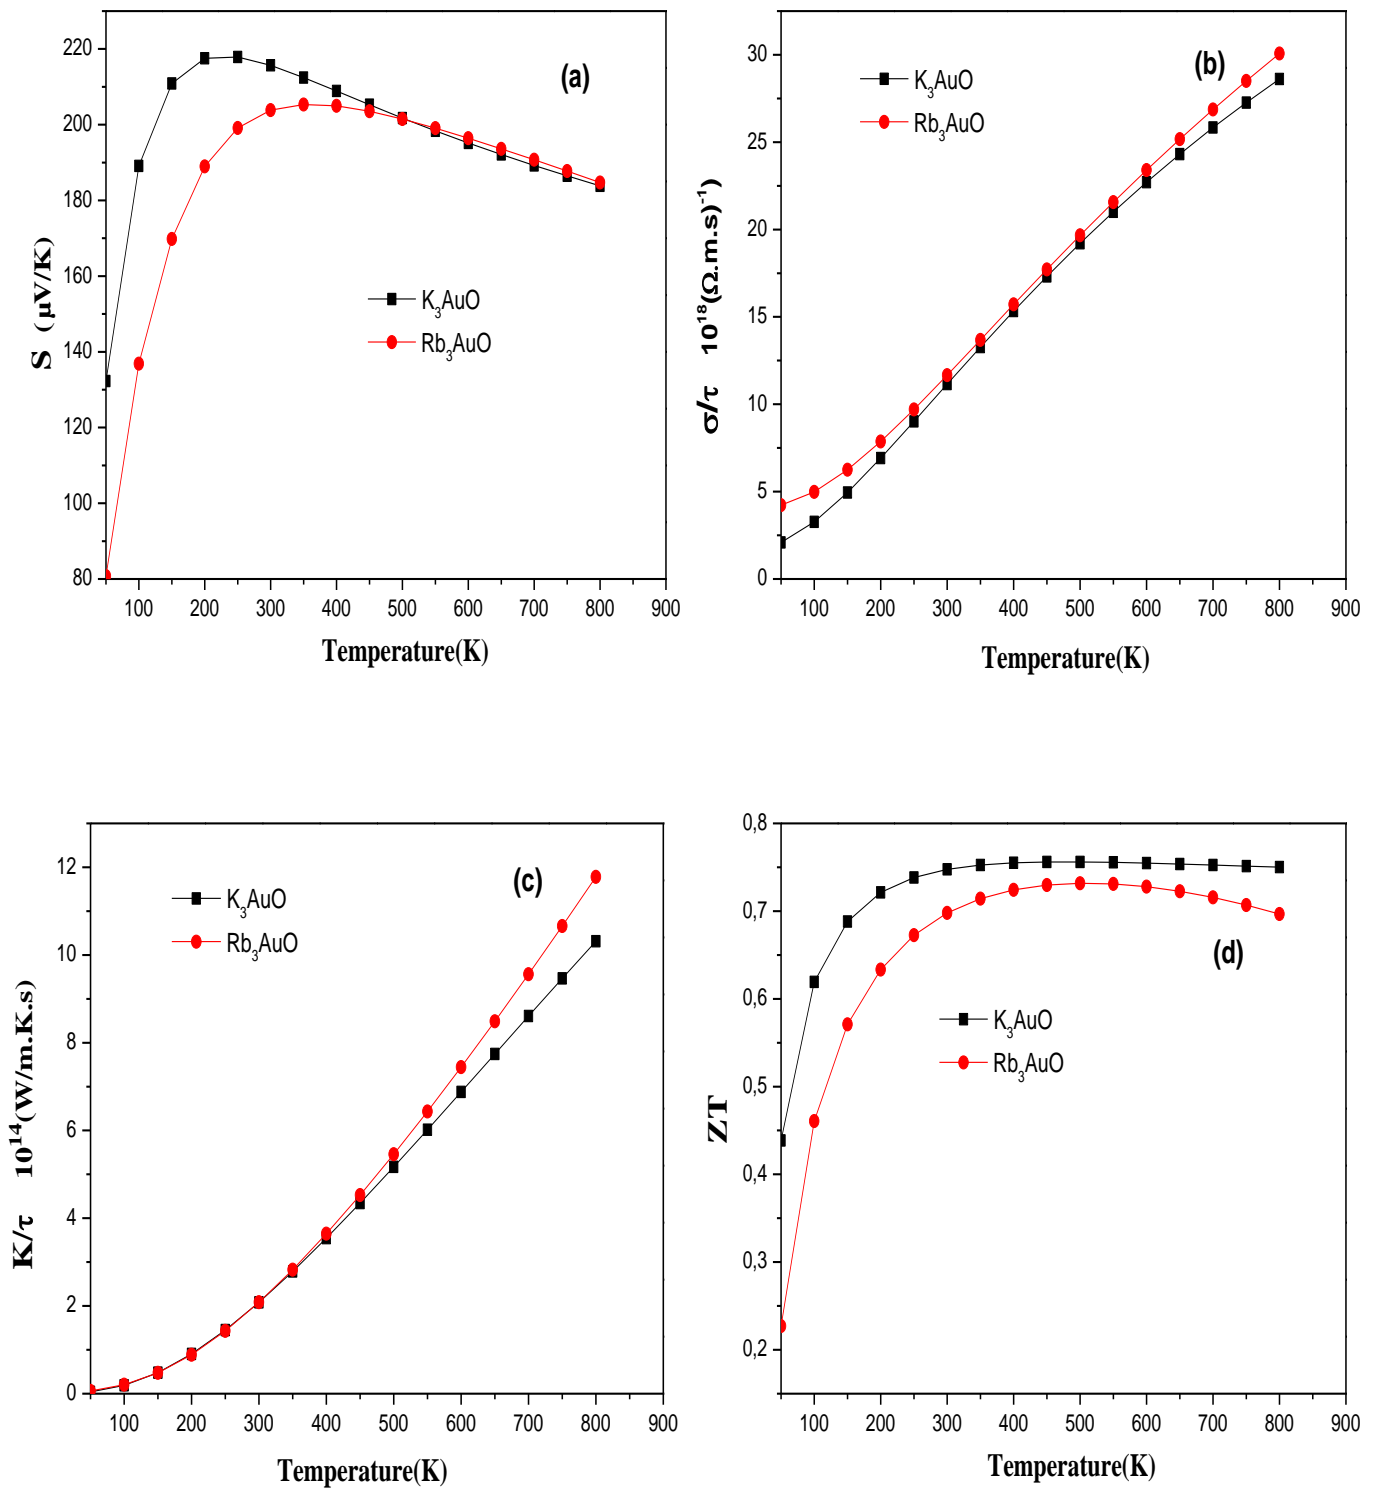 220
200
180
160
140
120
100
80
S (μV/K)
(a)
K₃AuO
Rb₃AuO
100 200 300 400 500 600 700 800 900
Temperature(K)
30
25
20
15
10
5
0
σ/τ 10¹⁸(Ω.m.s)⁻¹)
(b)
K₃AuO
Rb₃AuO
100 200 300 400 500 600 700 800 900
Temperature(K)
12
10
8
6
4
2
0
K/τ 10¹⁴(W/m.K.s)
(c)
K₃AuO
Rb₃AuO
100 200 300 400 500 600 700 800 900
Temperature(K)
0,8
0,7
0,6
0,5
0,4
0,3
0,2
ZT
(d)
K₃AuO
Rb₃AuO
100 200 300 400 500 600 700 800 900
Temperature(K)